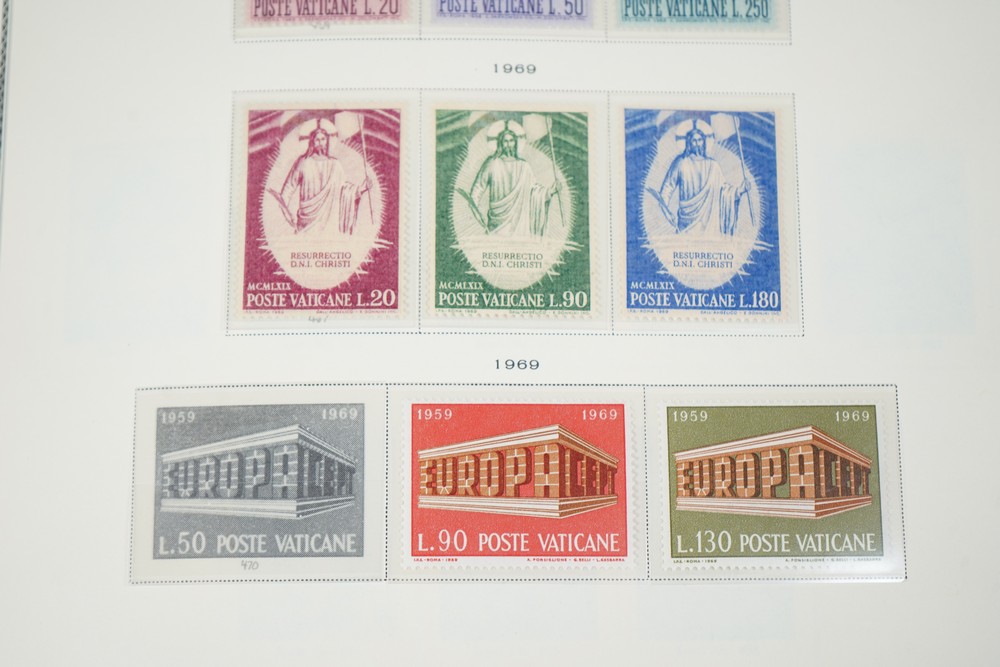 POSTE VATICANE L.20
POSTE VATICANE L.50
POSTE VATICANE L.250
1969
RESURRECTIO
D.N.I. CHRISTI
MCMLXIX
POSTE VATICANE L.20
RESURRECTIO
D.N.I. CHRISTI
MCMLXIX
POSTE VATICANE L.90
RESURRECTIO
D.N.I. CHRISTI
MCMLXIX
POSTE VATICANE L.180
1969
1959 1969
EUROPA CEPT
L.50 POSTE VATICANE
470
1959 1969
EUROPA CEPT
L.90 POSTE VATICANE
1959 1969
EUROPA CEPT
L.130 POSTE VATICANE